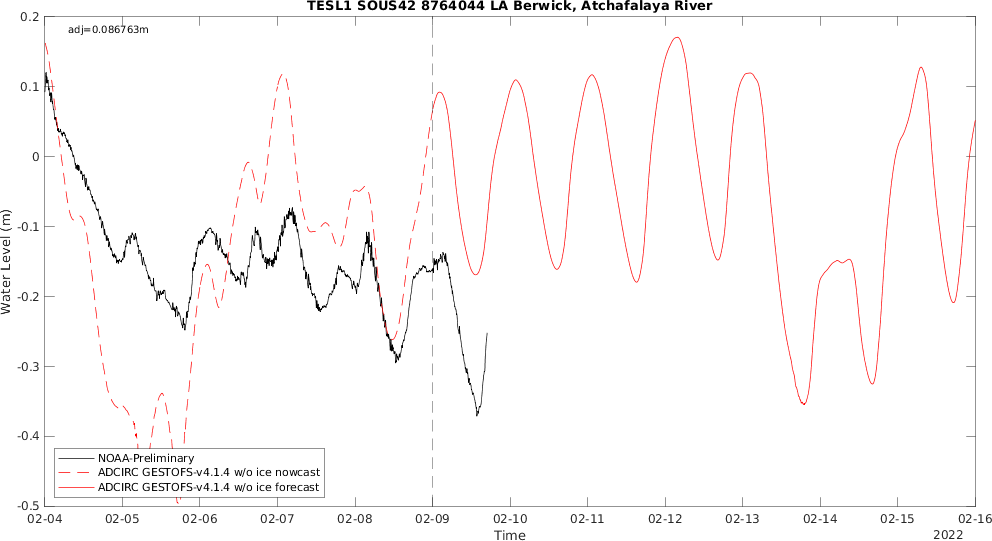 TESL1 SOUS42 8764044 LA Berwick, Atchafalaya River
adj=0.086763m
0.2
0.1
0
-0.1
-0.2
-0.3
-0.4
-0.5
Water Level (m)
NOAA-Preliminary
ADCIRC GESTOFS-v4.1.4 w/o ice nowcast
ADCIRC GESTOFS-v4.1.4 w/o ice forecast
02-04 02-05 02-06 02-07 02-08 02-09 02-10 02-11 02-12 02-13 02-14 02-15 02-16
Time
2022